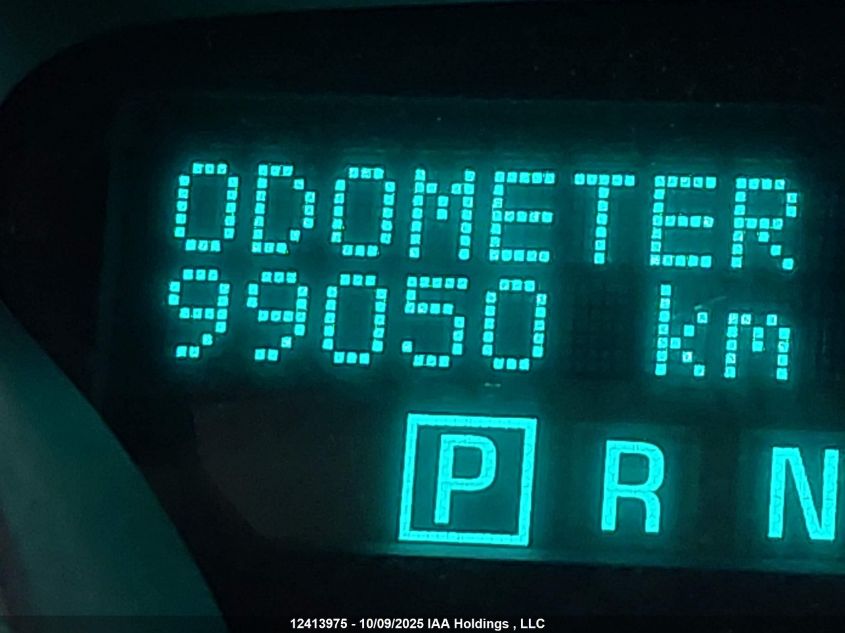 ODOMETER
99050 km
P R N
12413975 - 10/09/2025 IAA Holdings , LLC